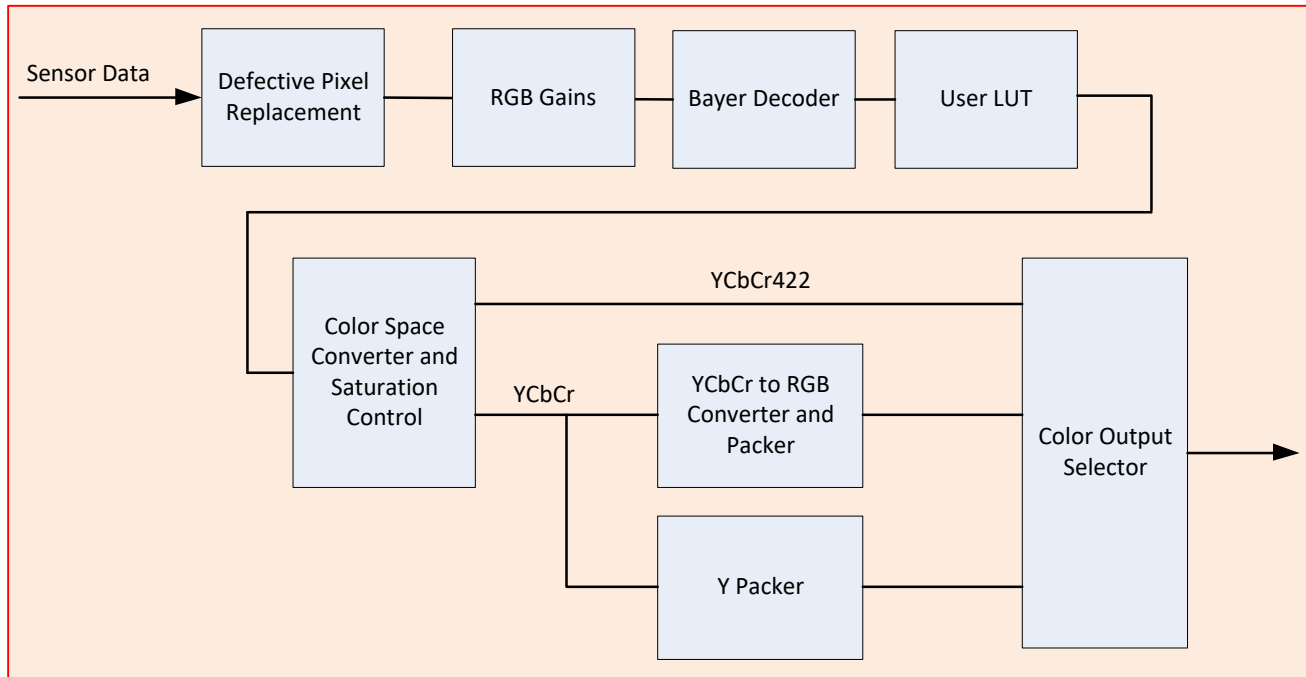 Sensor Data
Defective Pixel
Replacement
RGB Gains
Bayer Decoder
User LUT
Color Space
Converter and
Saturation
Control
YCbCr422
YCbCr
YCbCr to RGB
Converter and
Packer
Y Packer
Color Output
Selector